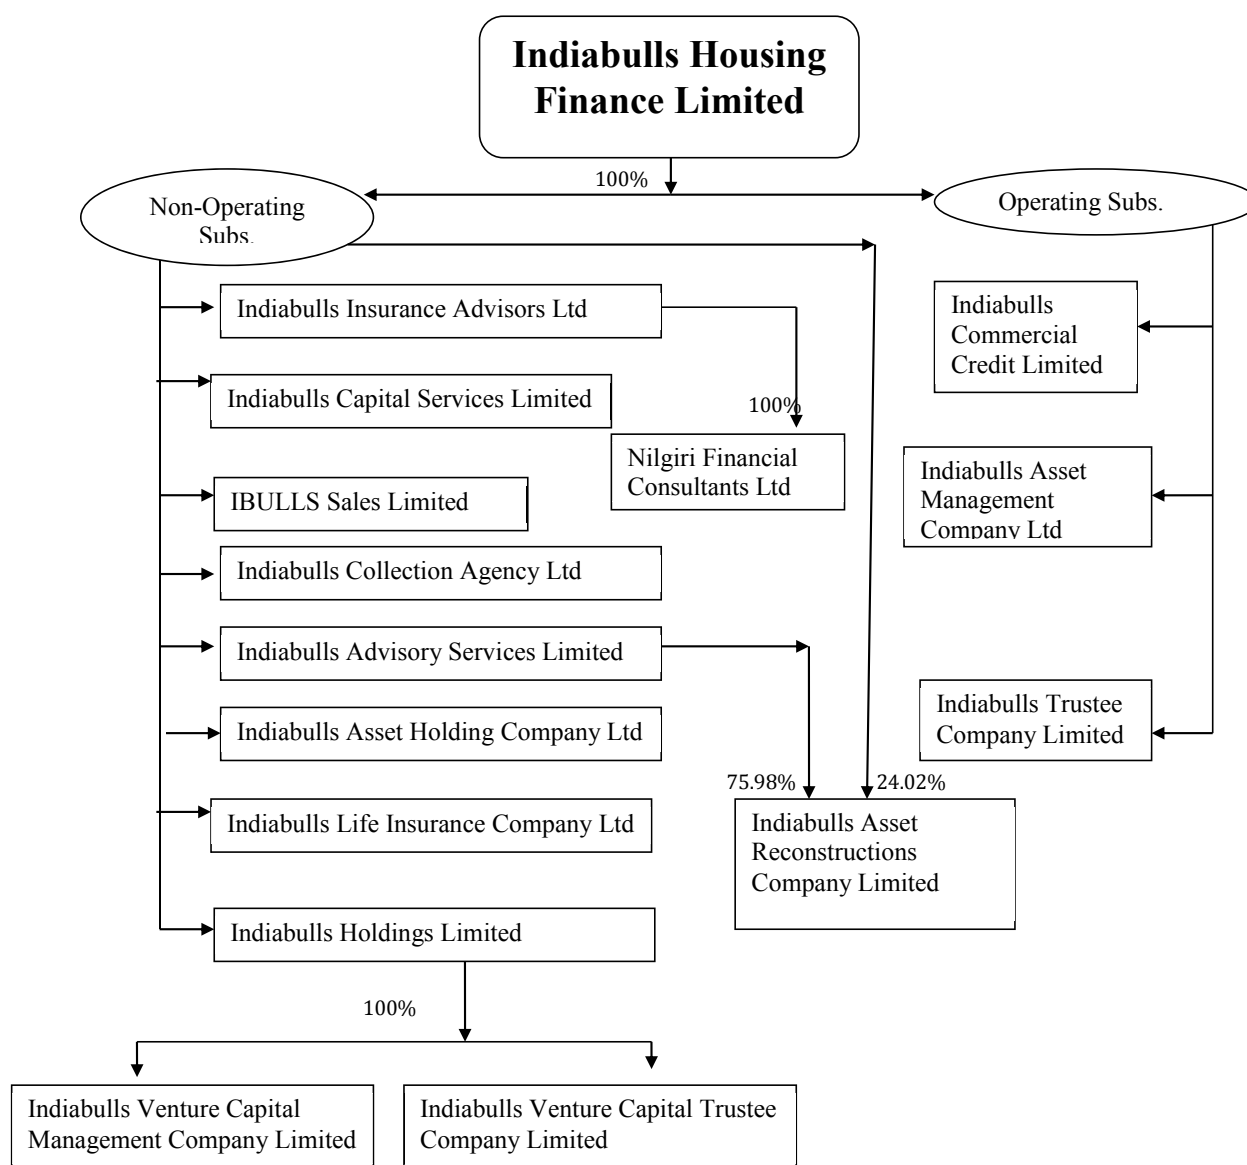 Indiabulls Housing
Finance Limited
100%
Non-Operating
Subs.
Operating Subs.
Indiabulls Insurance Advisors Ltd
Indiabulls
Commercial
Credit Limited
Indiabulls Capital Services Limited
100%
Nilgiri Financial
Consultants Ltd
Indiabulls Asset
Management
Company Ltd
IBULLS Sales Limited
Indiabulls Collection Agency Ltd
Indiabulls Advisory Services Limited
Indiabulls Trustee
Company Limited
Indiabulls Asset Holding Company Ltd
75.98%
24.02%
Indiabulls Life Insurance Company Ltd
Indiabulls Asset
Reconstructions
Company Limited
Indiabulls Holdings Limited
100%
Indiabulls Venture Capital
Management Company Limited
Indiabulls Venture Capital Trustee
Company Limited